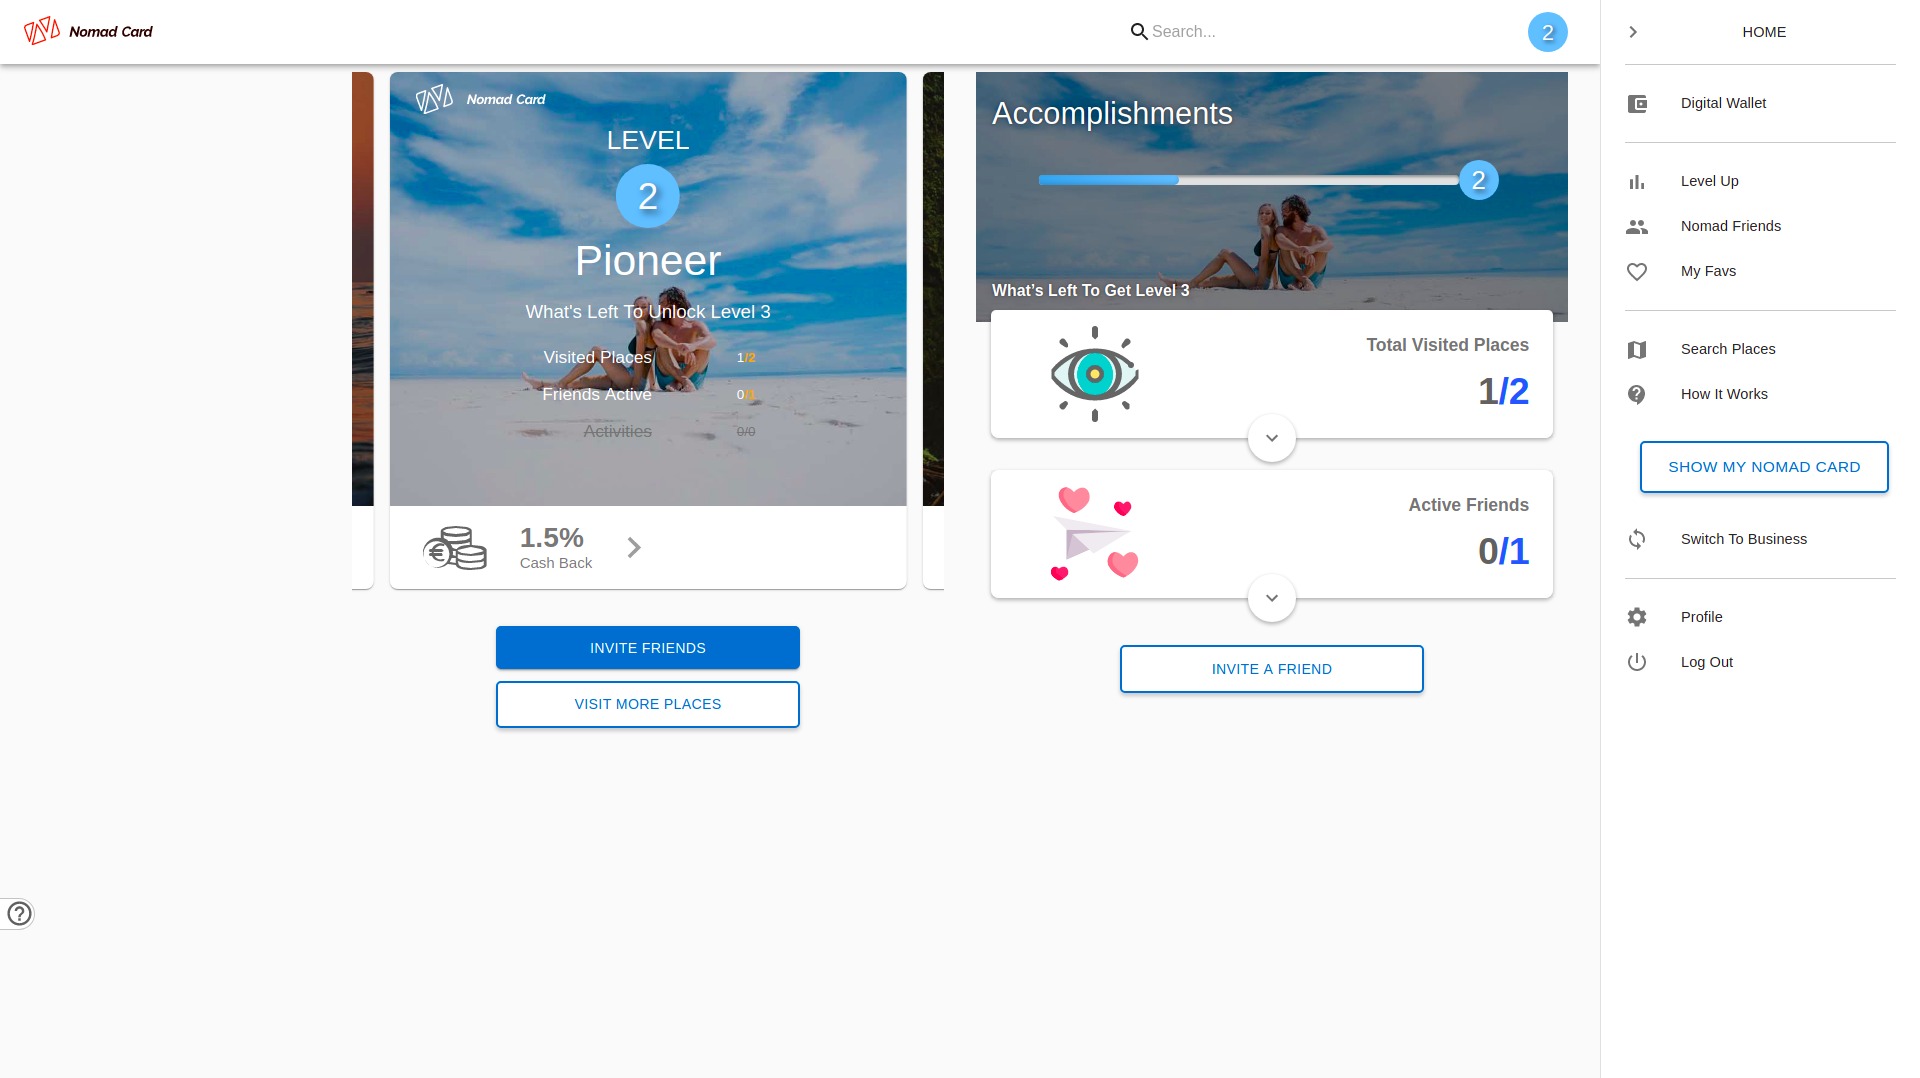 Nomad Card
Search...
2
HOME
Nomad Card
LEVEL
2
Pioneer
What's Left To Unlock Level 3
Visited Places 1/2
Friends Active 0/1
Activities 0/0
1.5%
Cash Back
INVITE FRIENDS
VISIT MORE PLACES
Accomplishments
2
What's Left To Get Level 3
Total Visited Places
1/2
Active Friends
0/1
INVITE A FRIEND
Digital Wallet
Level Up
Nomad Friends
My Favs
Search Places
How It Works
SHOW MY NOMAD CARD
Switch To Business
Profile
Log Out